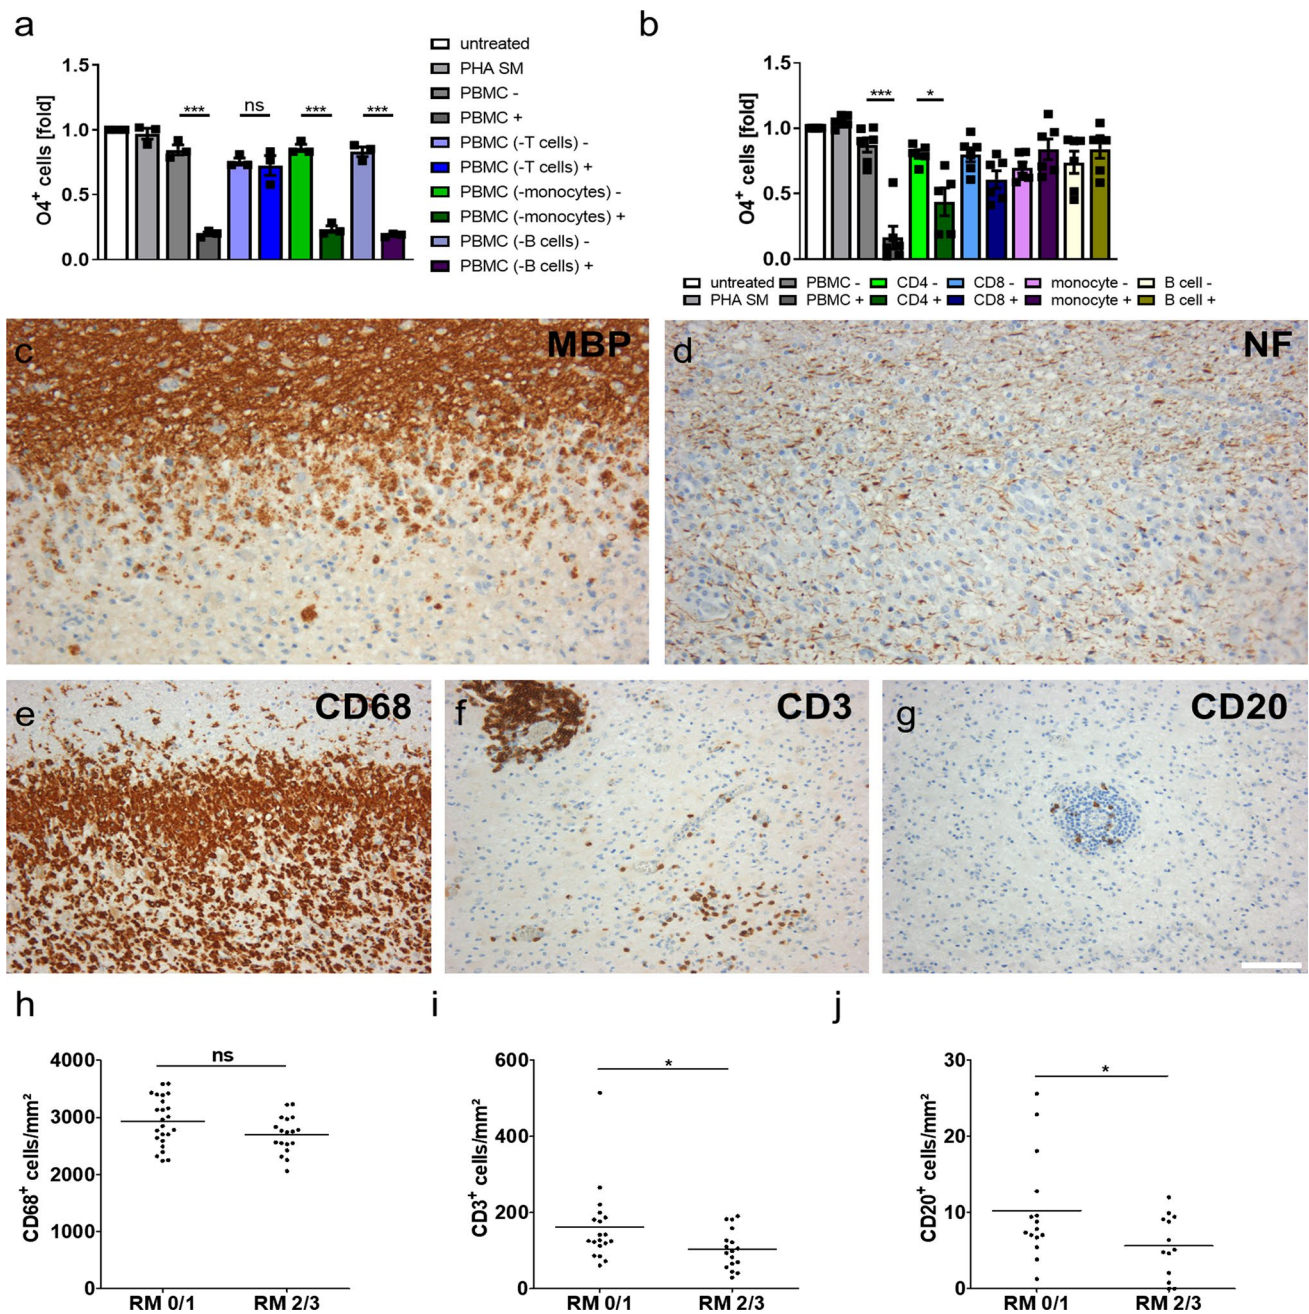 a
O4⁺ cells [fold]
1.5
1.0
0.5
0.0
***
ns
***
***
untreated
PHA SM
PBMC -
PBMC +
PBMC (-T cells) -
PBMC (-T cells) +
PBMC (-monocytes) -
PBMC (-monocytes) +
PBMC (-B cells) -
PBMC (-B cells) +
b
O4⁺ cells [fold]
1.5
1.0
0.5
0.0
***
*
untreated PBMC - CD4 - CD8 - monocyte - B cell -
PHA SM PBMC + CD4 + CD8 + monocyte + B cell +
c MBP
d NF
e CD68
f CD3
g CD20
h
CD68⁺ cells/mm²
4000
3000
2000
1000
0
ns
RM 0/1 RM 2/3
i
CD3⁺ cells/mm²
600
400
200
0
*
RM 0/1 RM 2/3
j
CD20⁺ cells/mm²
30
20
10
0
*
RM 0/1 RM 2/3